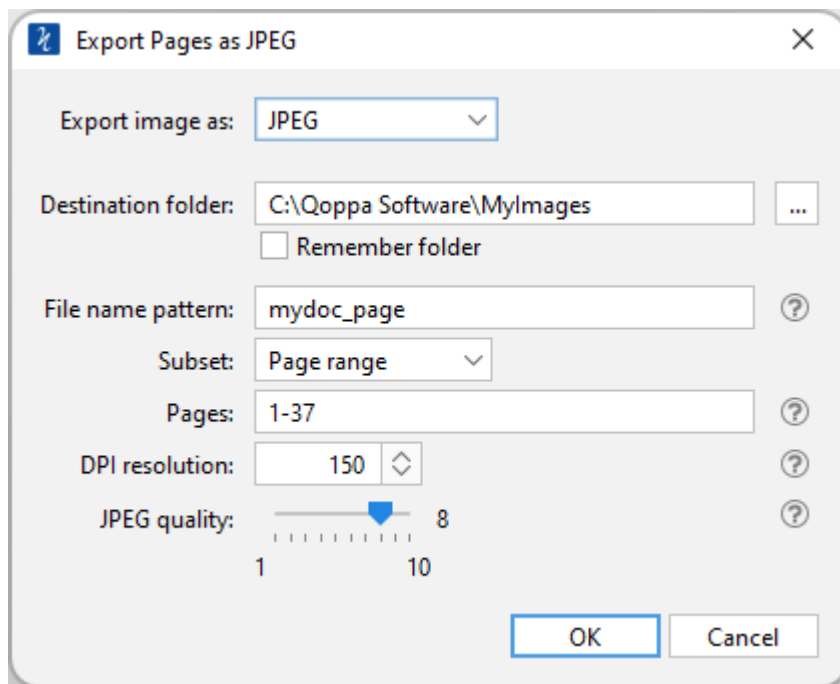 Export Pages as JPEG
Export image as: JPEG
Destination folder: C:\Qoppa Software\MyImages ...
Remember folder
File name pattern: mydoc_page ?
Subset: Page range
Pages: 1-37 ?
DPI resolution: 150 ?
JPEG quality: 8 ?
1 10
OK Cancel